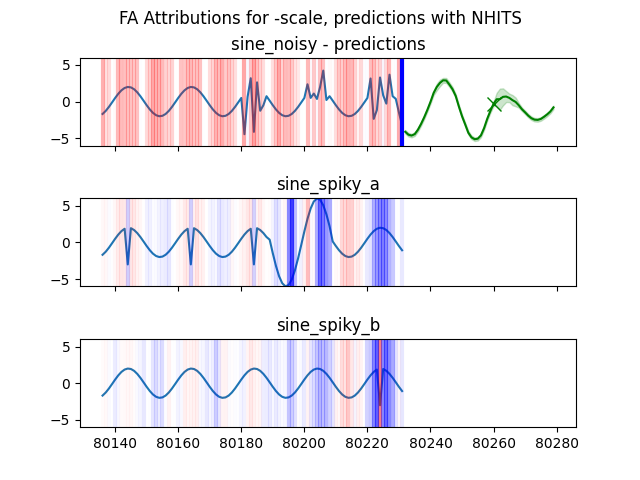 FA Attributions for -scale, predictions with NHITS
sine_noisy - predictions
5
0
−5
sine_spiky_a
5
0
−5
sine_spiky_b
5
0
−5
80140 80160 80180 80200 80220 80240 80260 80280